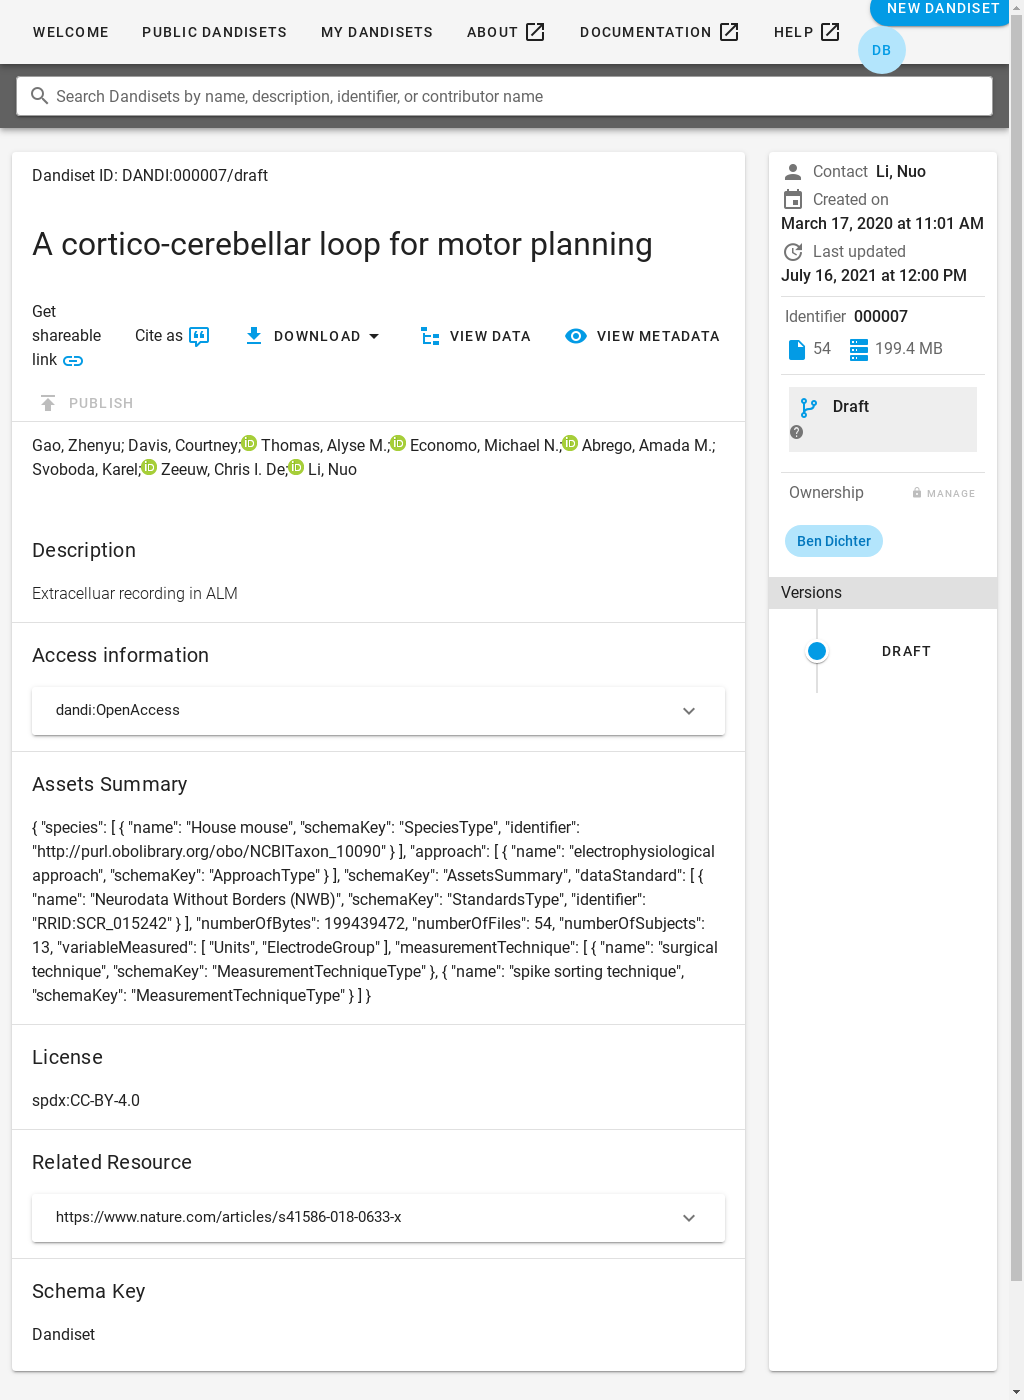 WELCOME PUBLIC DANDISETS MY DANDISETS ABOUT DOCUMENTATION HELP NEW DANDISET
DB
Search Dandisets by name, description, identifier, or contributor name
Dandiset ID: DANDI:000007/draft
A cortico-cerebellar loop for motor planning
Get
shareable
link
Cite as DOWNLOAD VIEW DATA VIEW METADATA
PUBLISH
Gao, Zhenyu; Davis, Courtney; iD Thomas, Alyse M.; iD Economo, Michael N.; iD Abrego, Amada M.;
Svoboda, Karel; iD Zeeuw, Chris I. De; iD Li, Nuo
Description
Extracelluar recording in ALM
Access information
dandi:OpenAccess
Assets Summary
{ "species": [ { "name": "House mouse", "schemaKey": "SpeciesType", "identifier":
"http://purl.obolibrary.org/obo/NCBITaxon_10090" } ], "approach": [ { "name": "electrophysiological
approach", "schemaKey": "ApproachType" } ], "schemaKey": "AssetsSummary", "dataStandard": [ {
"name": "Neurodata Without Borders (NWB)", "schemaKey": "StandardsType", "identifier":
"RRID:SCR_015242" } ], "numberOfBytes": 199439472, "numberOfFiles": 54, "numberOfSubjects":
13, "variableMeasured": [ "Units", "ElectrodeGroup" ], "measurementTechnique": [ { "name": "surgical
technique", "schemaKey": "MeasurementTechniqueType" }, { "name": "spike sorting technique",
"schemaKey": "MeasurementTechniqueType" } ] }
License
spdx:CC-BY-4.0
Related Resource
https://www.nature.com/articles/s41586-018-0633-x
Schema Key
Dandiset
Contact Li, Nuo
Created on
March 17, 2020 at 11:01 AM
Last updated
July 16, 2021 at 12:00 PM
Identifier 000007
54 199.4 MB
Draft
?
Ownership MANAGE
Ben Dichter
Versions
DRAFT